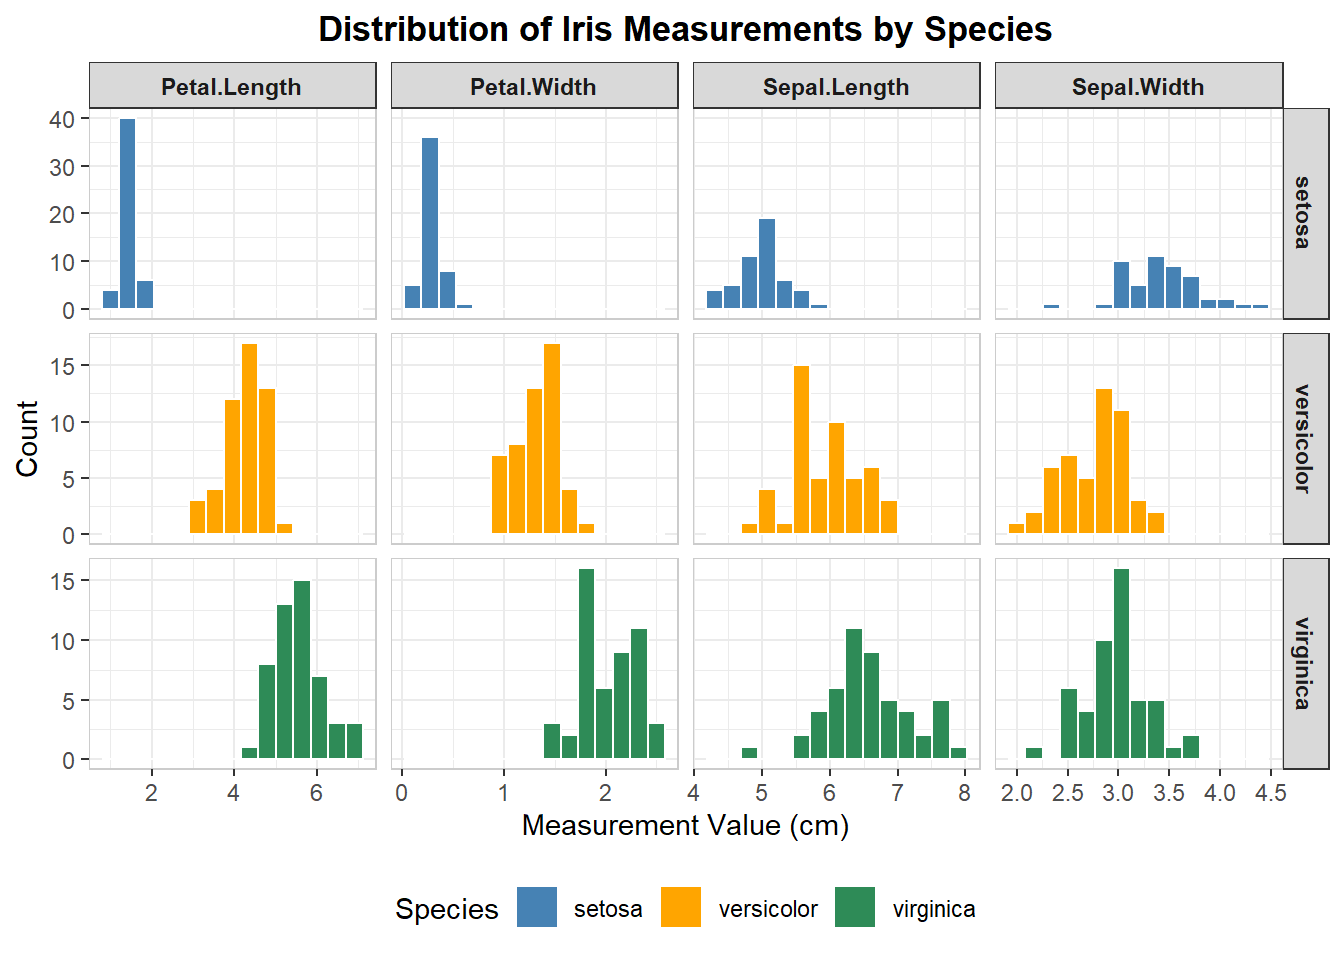 Distribution of Iris Measurements by Species
Petal.Length Petal.Width Sepal.Length Sepal.Width
40
30
20
10
0
setosa
15
10
5
0
versicolor
15
10
5
0
virginica
Count
2 4 6 0 1 2 4 5 6 7 8 2.0 2.5 3.0 3.5 4.0 4.5
Measurement Value (cm)
Species setosa versicolor virginica